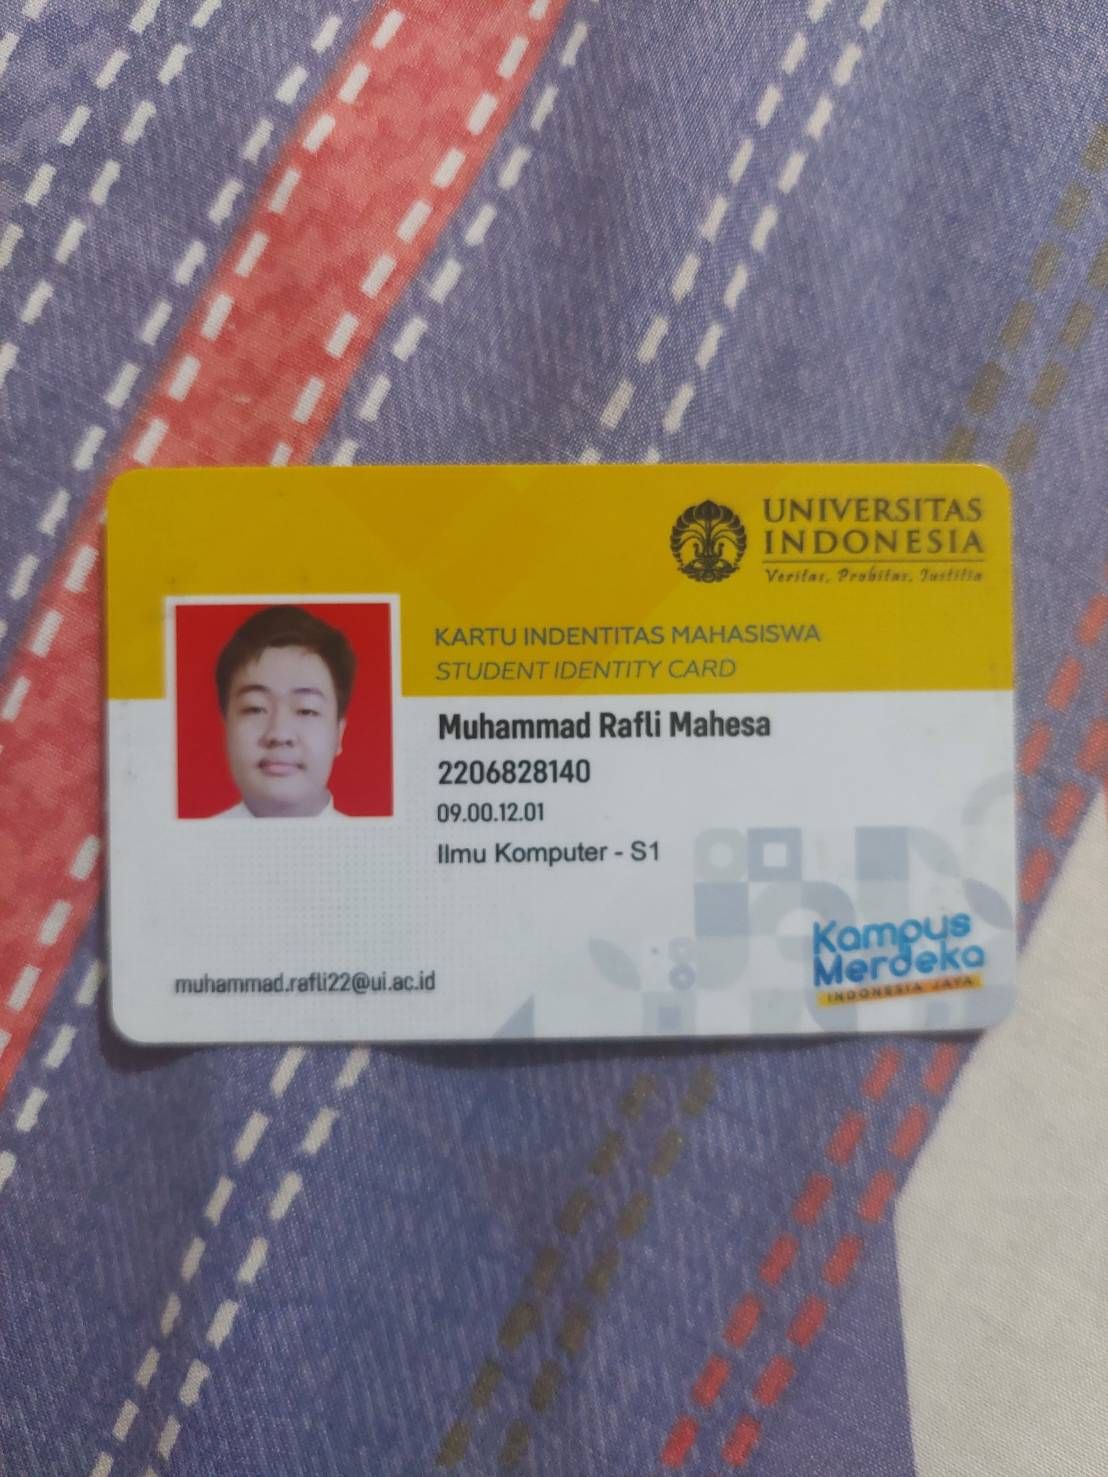 UNIVERSITAS
INDONESIA
Veritas, Probitas, Justitia
KARTU INDENTITAS MAHASISWA
STUDENT IDENTITY CARD
Muhammad Rafli Mahesa
2206828140
09.00.12.01
Ilmu Komputer - S1
muhammad.rafli22@ui.ac.id
Kampus
Merdeka
INDONESIA JAYA